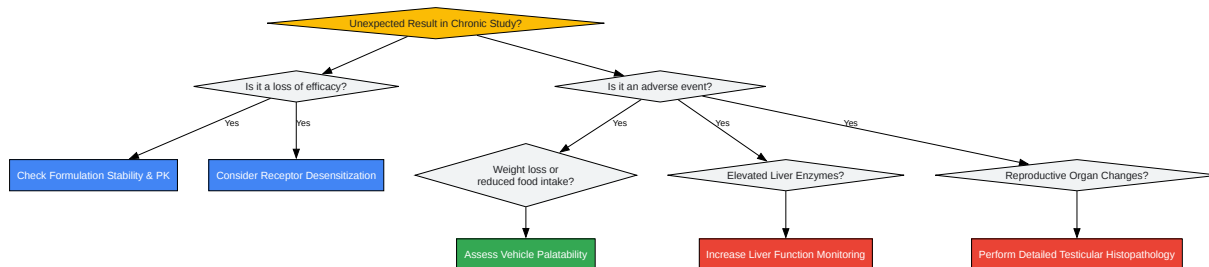 Unexpected Result in Chronic Study?
Is it a loss of efficacy?
Is it an adverse event?
Yes
Yes
Yes
Yes
Yes
Check Formulation Stability & PK
Consider Receptor Desensitization
Weight loss or
reduced food intake?
Elevated Liver Enzymes?
Reproductive Organ Changes?
Assess Vehicle Palatability
Increase Liver Function Monitoring
Perform Detailed Testicular Histopathology